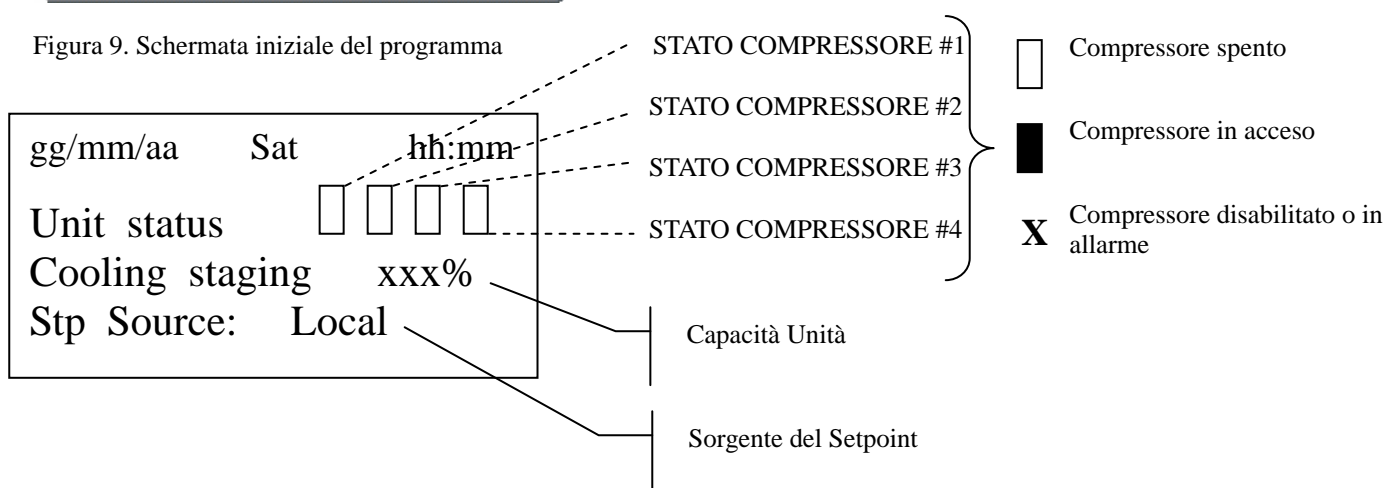 Figura 9. Schermata iniziale del programma
gg/mm/aa Sat hh:mm
Unit status
Cooling staging xxx%
Stp Source: Local
STATO COMPRESSORE #1
STATO COMPRESSORE #2
STATO COMPRESSORE #3
STATO COMPRESSORE #4
Capacità Unità
Sorgente del Setpoint
Compressore spento
Compressore in acceso
X Compressore disabilitato o in
allarme